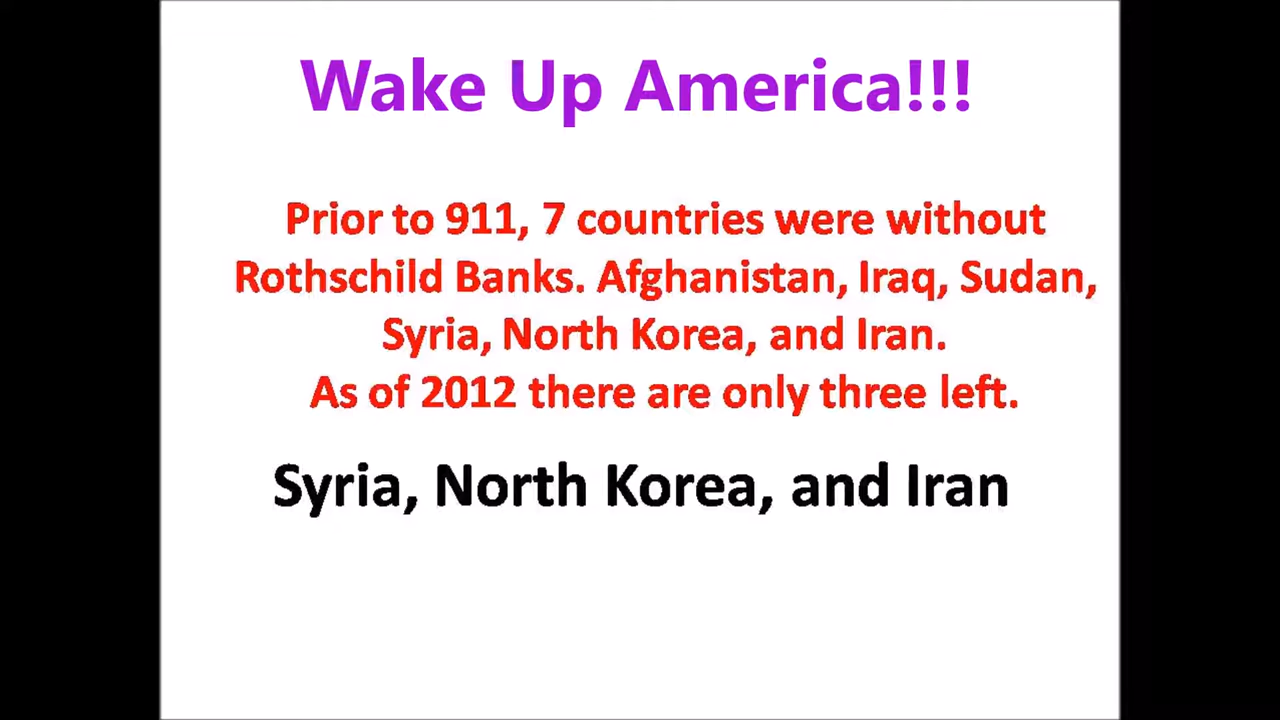 Wake Up America!!!
Prior to 911, 7 countries were without
Rothschild Banks. Afghanistan, Iraq, Sudan,
Syria, North Korea, and Iran.
As of 2012 there are only three left.
Syria, North Korea, and Iran